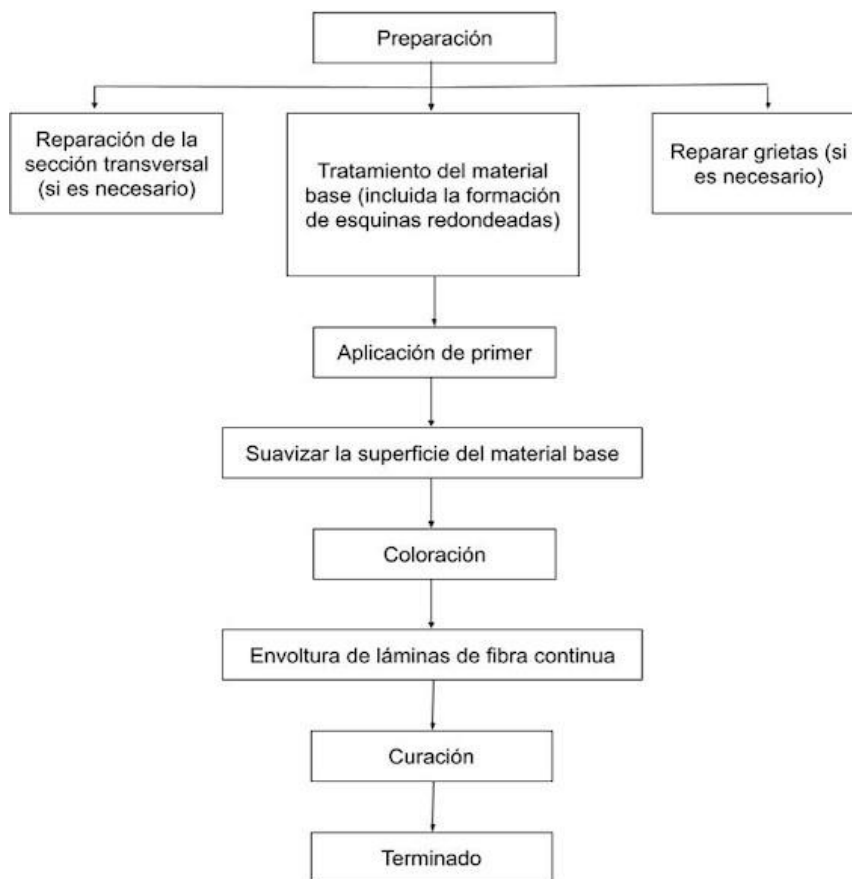 Preparación
Reparación de la
sección transversal
(si es necesario)
Tratamiento del material
base (incluida la formación
de esquinas redondeadas)
Reparar grietas (si
es necesario)
Aplicación de primer
Suavizar la superficie del material base
Coloración
Envoltura de láminas de fibra continua
Curación
Terminado